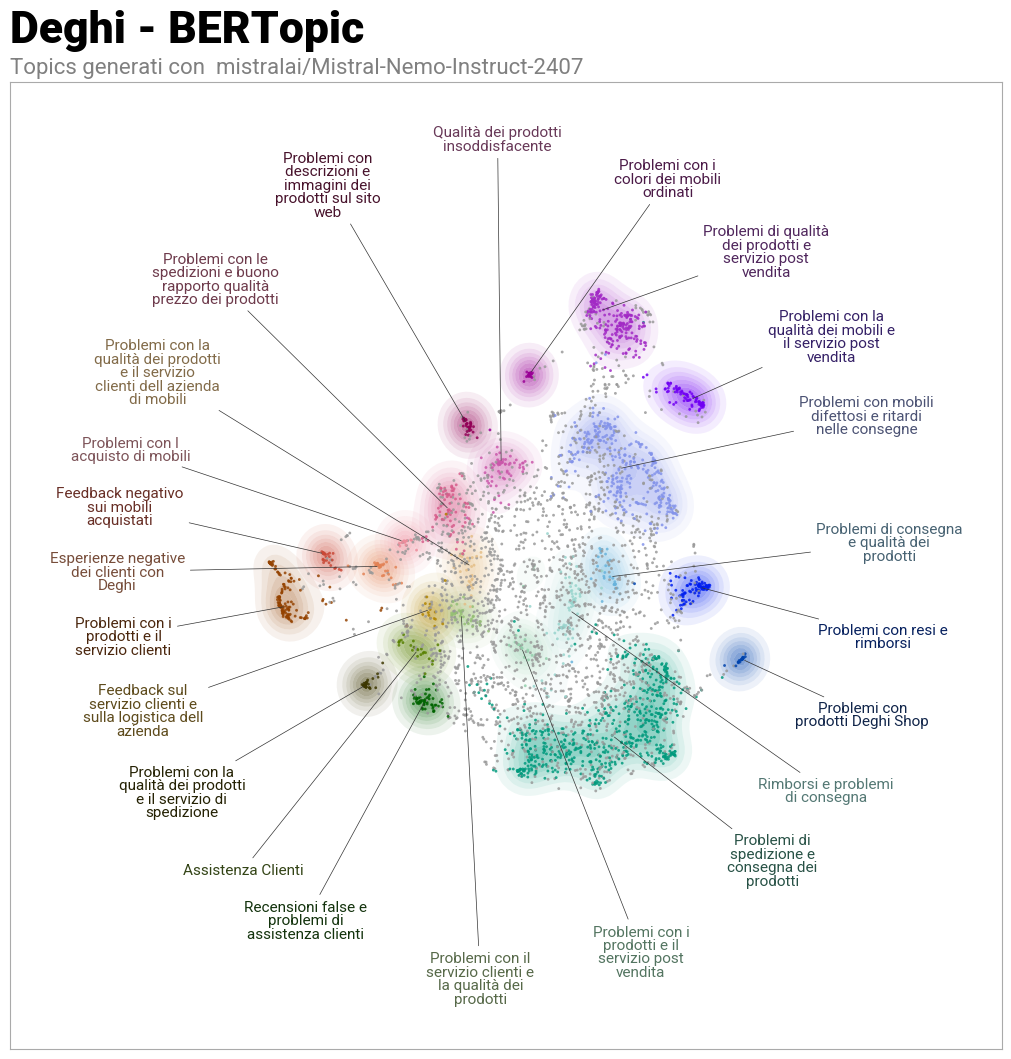 Deghi - BERTopic
Topics generati con  mistralai/Mistral-Nemo-Instruct-2407
Qualità dei prodotti
insoddisfacente
Problemi con
descrizioni e
immagini dei
prodotti sul sito
web
Problemi con i
colori dei mobili
ordinati
Problemi di qualità
dei prodotti e
servizio post
vendita
Problemi con le
spedizioni e buono
rapporto qualità
prezzo dei prodotti
Problemi con la
qualità dei mobili e
il servizio post
vendita
Problemi con la
qualità dei prodotti
e il servizio
clienti dell azienda
di mobili
Problemi con mobili
difettosi e ritardi
nelle consegne
Problemi con l
acquisto di mobili
Feedback negativo
sui mobili
acquistati
Problemi di consegna
e qualità dei
prodotti
Esperienze negative
dei clienti con
Deghi
Problemi con i
prodotti e il
servizio clienti
Problemi con resi e
rimborsi
Feedback sul
servizio clienti e
sulla logistica dell
azienda
Problemi con
prodotti Deghi Shop
Problemi con la
qualità dei prodotti
e il servizio di
spedizione
Rimborsi e problemi
di consegna
Problemi di
spedizione e
consegna dei
prodotti
Assistenza Clienti
Recensioni false e
problemi di
assistenza clienti
Problemi con i
prodotti e il
servizio post
vendita
Problemi con il
servizio clienti e
la qualità dei
prodotti